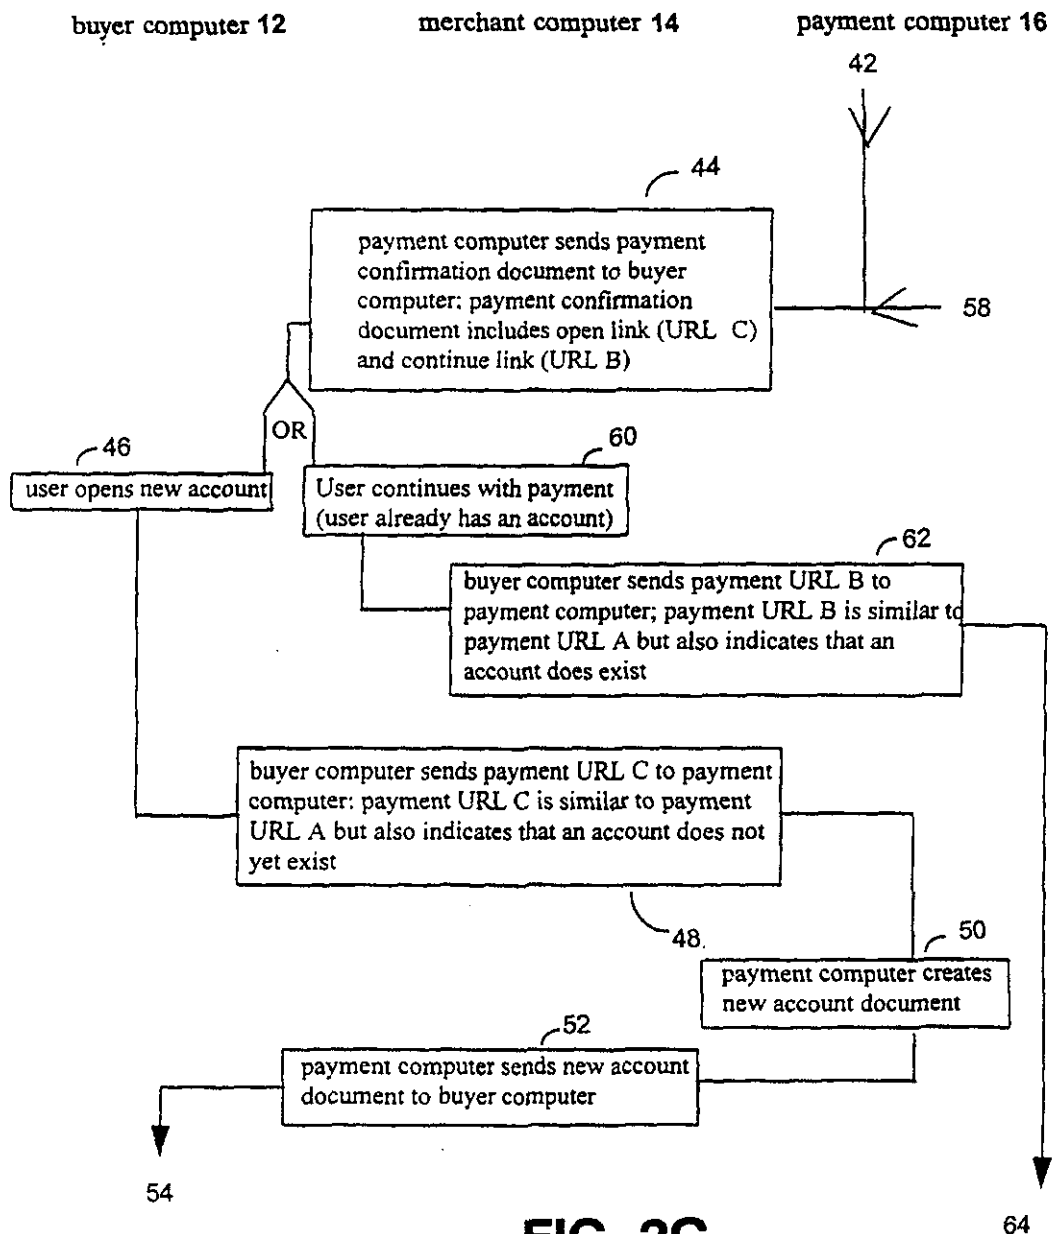 buyer computer 12 merchant computer 14 payment computer 16
42
44
payment computer sends payment
confirmation document to buyer
computer: payment confirmation
document includes open link (URL C)
and continue link (URL B)
58
OR
46
user opens new account
60
User continues with payment
(user already has an account)
62
buyer computer sends payment URL B to
payment computer; payment URL B is similar to
payment URL A but also indicates that an
account does exist
buyer computer sends payment URL C to payment
computer: payment URL C is similar to payment
URL A but also indicates that an account does not
yet exist
48.
50
payment computer creates
new account document
52
payment computer sends new account
document to buyer computer
54
64